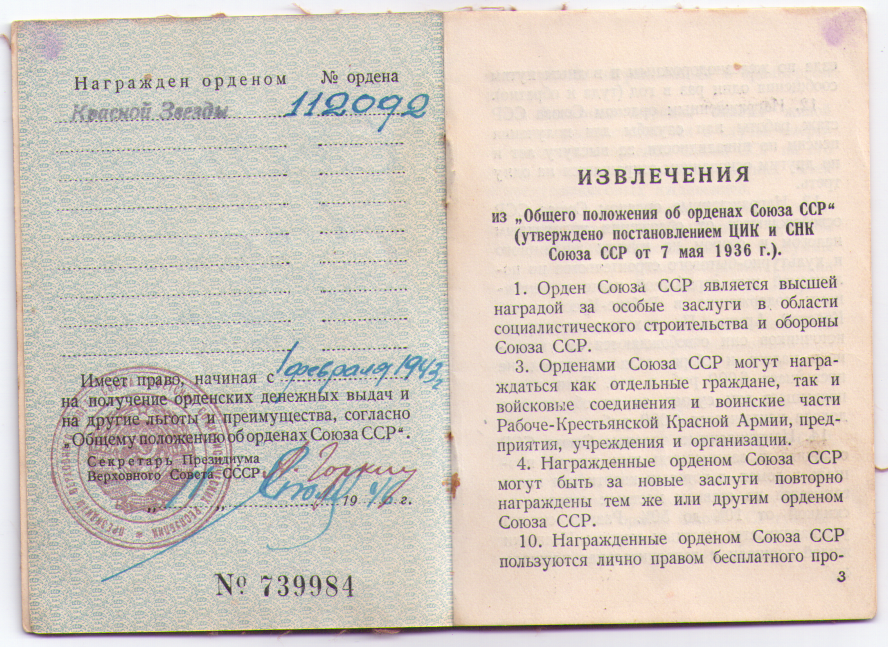 Награжден орденом № ордена
Красной Звезды 112092
Имеет право, начиная с 1 февраля 1943 г.
на получение орденских денежных выдач и
на другие льготы и преимущества, согласно
„Общему положению об орденах Союза ССР“.
Секретарь Президиума
Верховного Совета СССР А. Горкин
„ “ 19 г.
№ 739984
ИЗВЛЕЧЕНИЯ
из „Общего положения об орденах Союза ССР“
(утверждено постановлением ЦИК и СНК
Союза ССР от 7 мая 1936 г.).
1. Орден Союза ССР является высшей
наградой за особые заслуги в области
социалистического строительства и обороны
Союза ССР.
3. Орденами Союза ССР могут награ-
ждаться как отдельные граждане, так и
войсковые соединения и воинские части
Рабоче-Крестьянской Красной Армии, пред-
приятия, учреждения и организации.
4. Награжденные орденом Союза ССР
могут быть за новые заслуги повторно
награждены тем же или другим орденом
Союза ССР.
10. Награжденные орденом Союза ССР
пользуются лично правом бесплатного про-
3